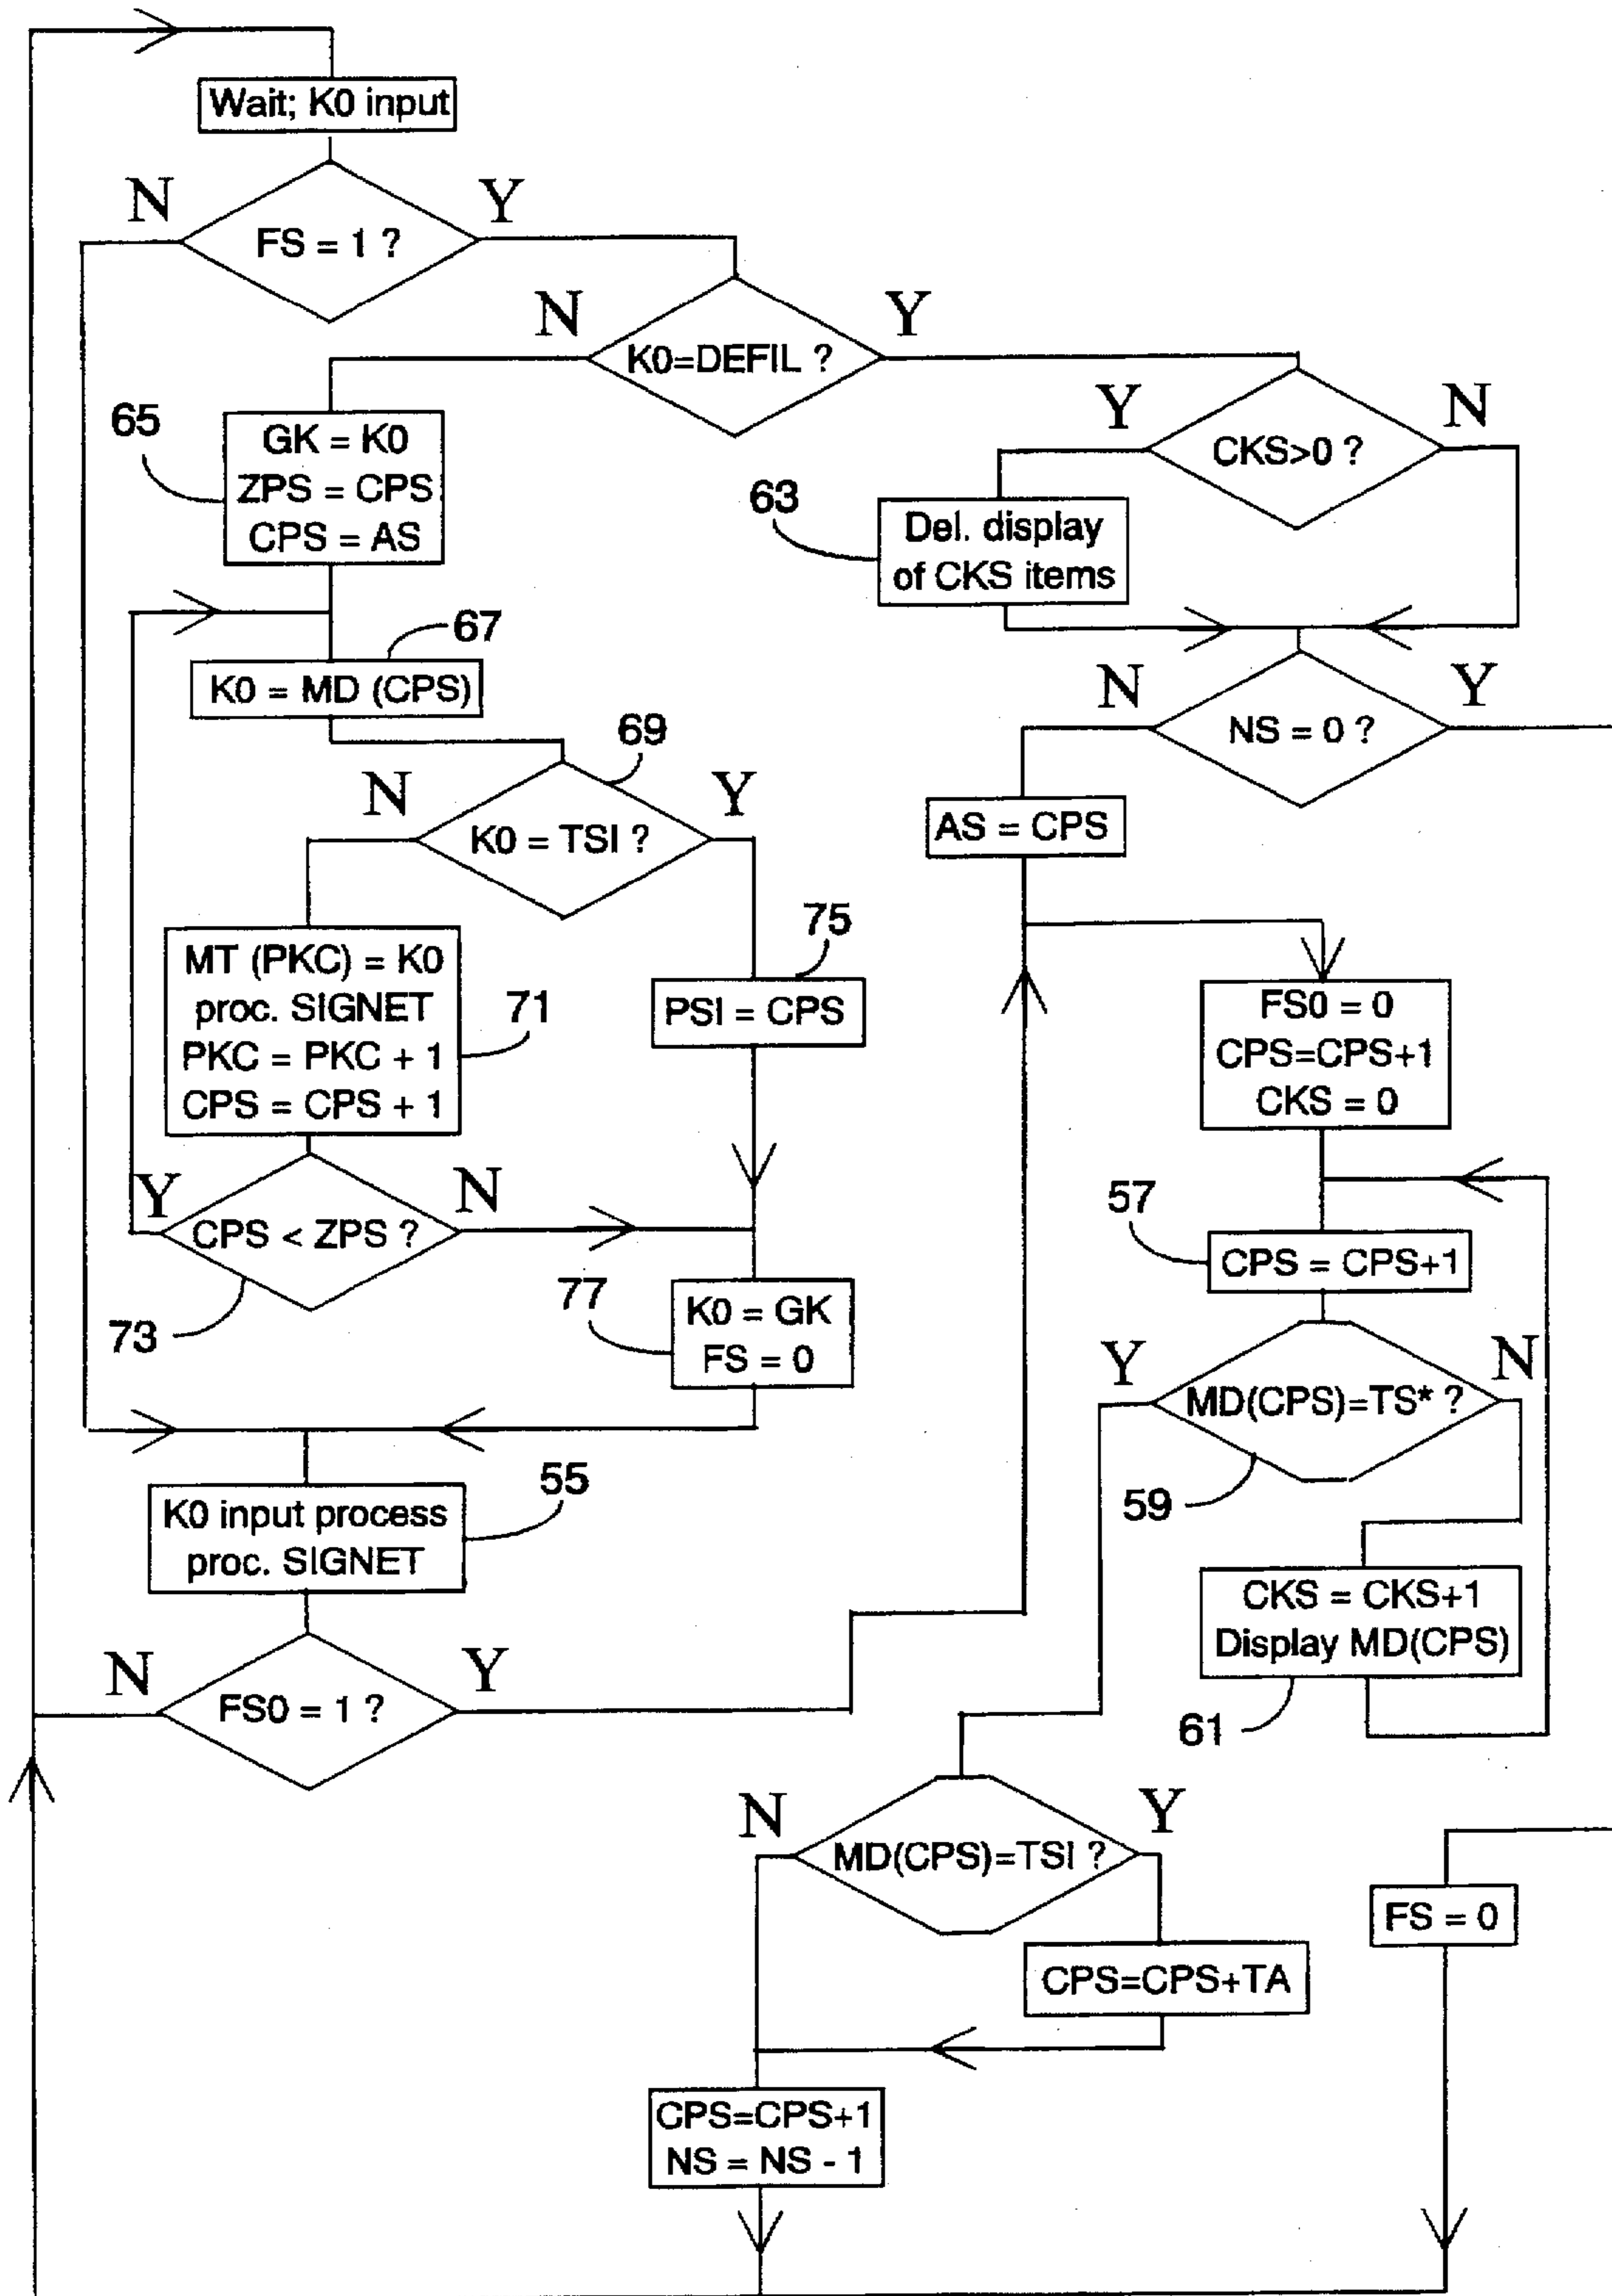 Wait; K0 input
N
Y
FS = 1 ?
N
Y
K0=DEFIL ?
Y
N
CKS>0 ?
65
GK = K0
ZPS = CPS
CPS = AS
63
Del. display
of CKS items
67
K0 = MD (CPS)
N
Y
NS = 0 ?
69
N
Y
K0 = TSI ?
AS = CPS
MT (PKC) = K0
proc. SIGNET
PKC = PKC + 1
CPS = CPS + 1
71
75
PSI = CPS
FS0 = 0
CPS=CPS+1
CKS = 0
Y
N
CPS < ZPS ?
73
57
CPS = CPS+1
77
K0 = GK
FS = 0
Y
N
MD(CPS)=TS* ?
59
55
K0 input process
proc. SIGNET
CKS = CKS+1
Display MD(CPS)
61
N
Y
FS0 = 1 ?
N
Y
MD(CPS)=TSI ?
FS = 0
CPS=CPS+TA
CPS=CPS+1
NS = NS - 1